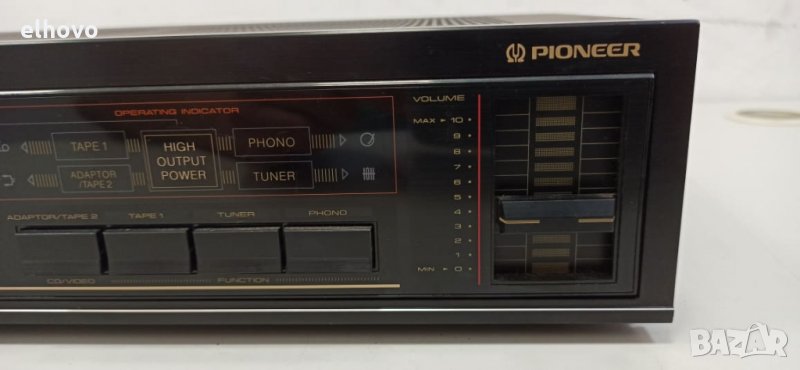 elhovo
PIONEER
OPERATING INDICATOR
TAPE 1
HIGH OUTPUT POWER
PHONO
ADAPTOR /TAPE 2
TUNER
ADAPTOR/TAPE 2 TAPE 1 TUNER PHONO
CD/VIDEO FUNCTION
VOLUME
MAX 10
9
8
7
6
5
4
3
2
1
MIN 0
BAZAR